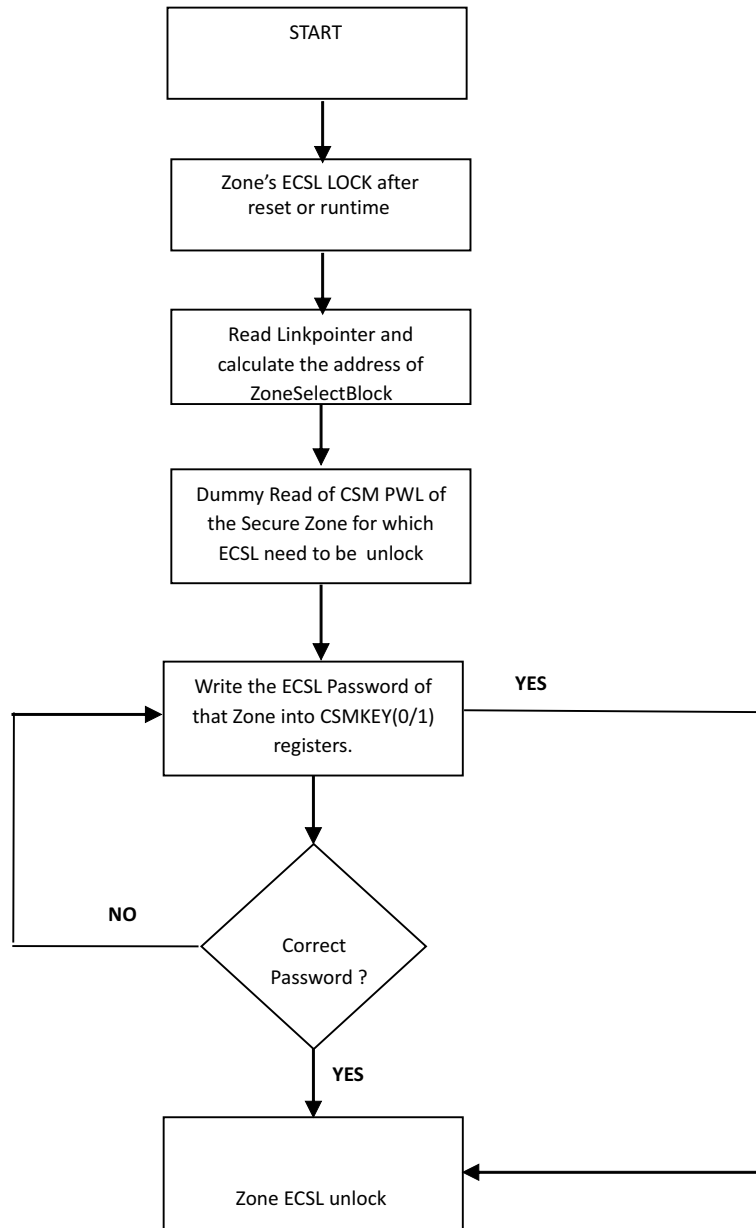 START
Zone's ECSL LOCK after
reset or runtime
Read Linkpointer and
calculate the address of
ZoneSelectBlock
Dummy Read of CSM PWL of
the Secure Zone for which
ECSL need to be unlock
Write the ECSL Password of
that Zone into CSMKEY(0/1)
registers.
YES
NO
Correct
Password ?
YES
Zone ECSL unlock